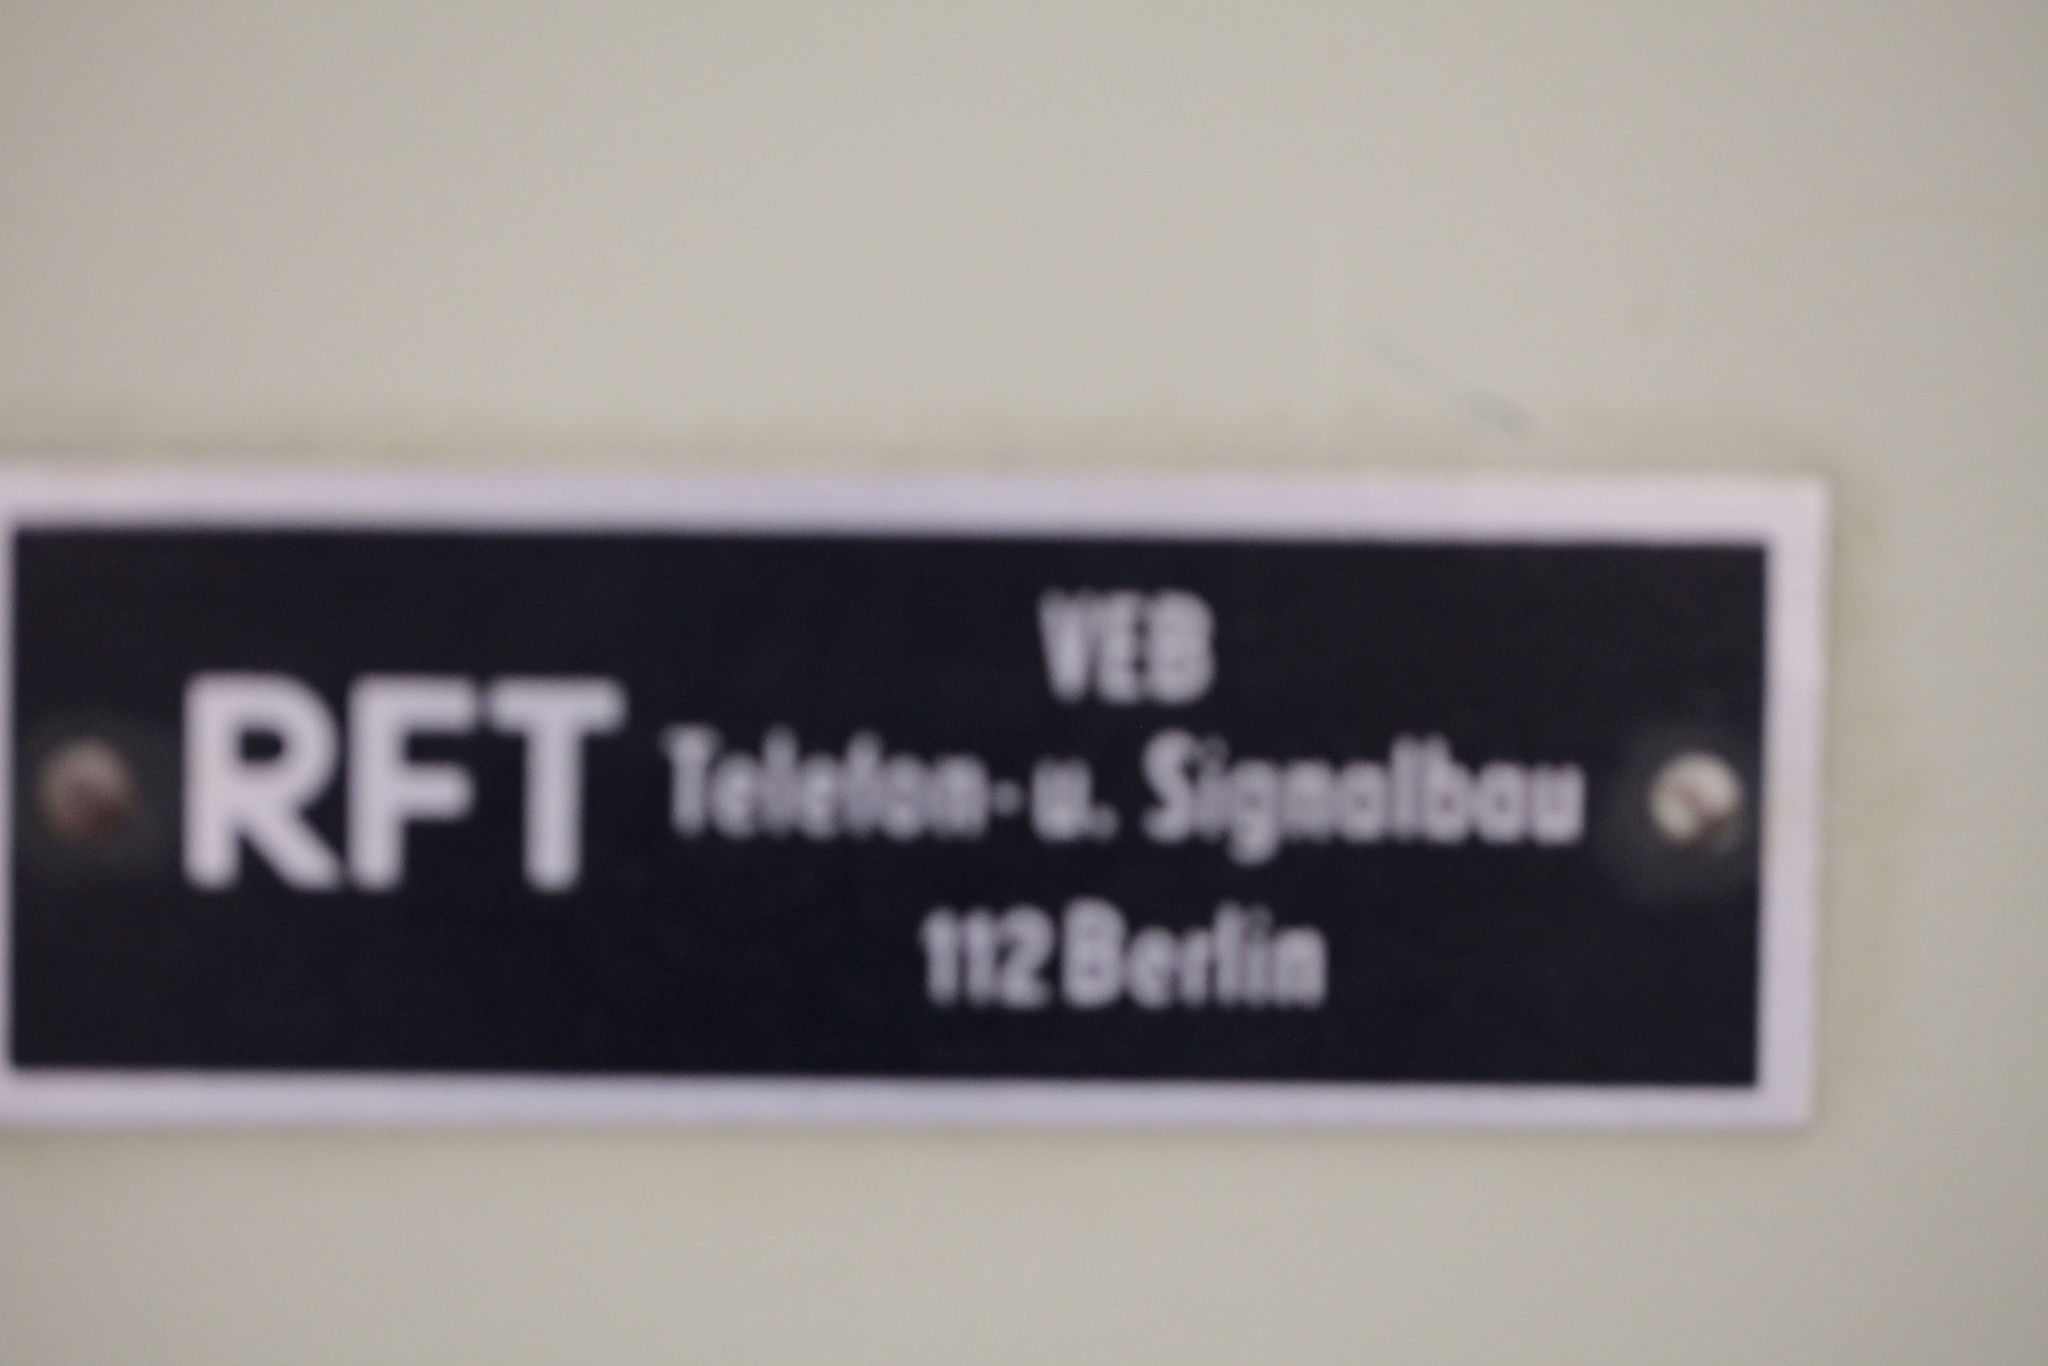 RFT
VEB
Telefon- u. Signalbau
112 Berlin